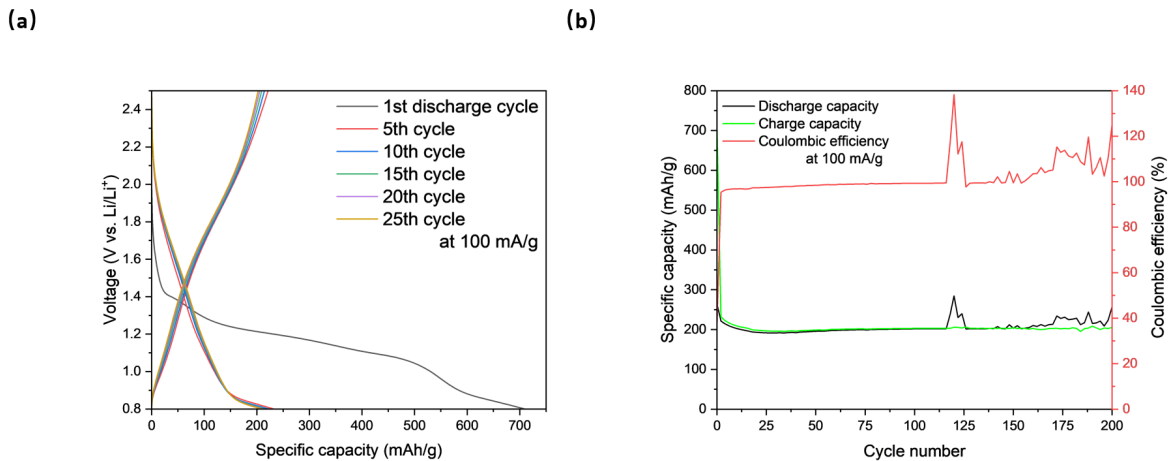 (a)
(b)
2.4
2.2
2.0
1.8
1.6
1.4
1.2
1.0
0.8
Voltage (V vs. Li/Li⁺)
1st discharge cycle
5th cycle
10th cycle
15th cycle
20th cycle
25th cycle
at 100 mA/g
0 100 200 300 400 500 600 700
Specific capacity (mAh/g)
800
700
600
500
400
300
200
100
0
Specific capacity (mAh/g)
Discharge capacity
Charge capacity
Coulombic efficiency
at 100 mA/g
140
120
100
80
60
40
20
0
Coulombic efficiency (%)
0 25 50 75 100 125 150 175 200
Cycle number